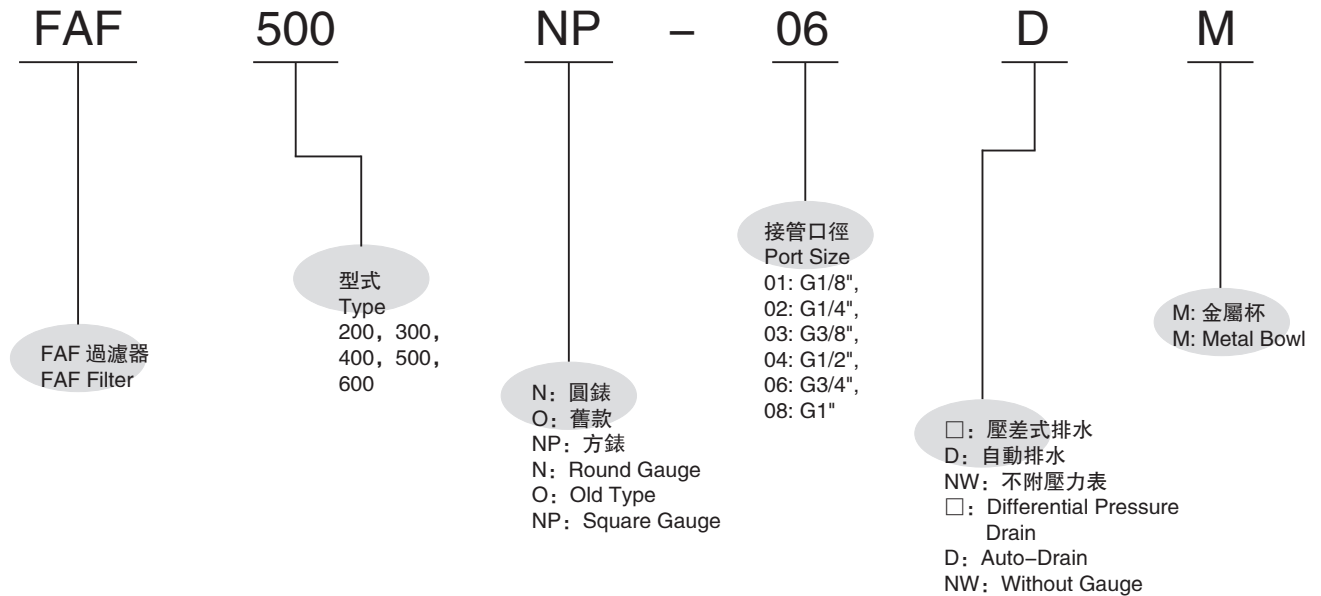 FAF 500 NP – 06 D M
FAF 過濾器
FAF Filter
型式
Type
200，300，
400，500，
600
N：圓錶
O：舊款
NP：方錶
N：Round Gauge
O：Old Type
NP：Square Gauge
接管口徑
Port Size
01: G1/8",
02: G1/4",
03: G3/8",
04: G1/2",
06: G3/4",
08: G1"
□：壓差式排水
D：自動排水
NW：不附壓力表
□：Differential Pressure
Drain
D：Auto–Drain
NW：Without Gauge
M: 金屬杯
M: Metal Bowl